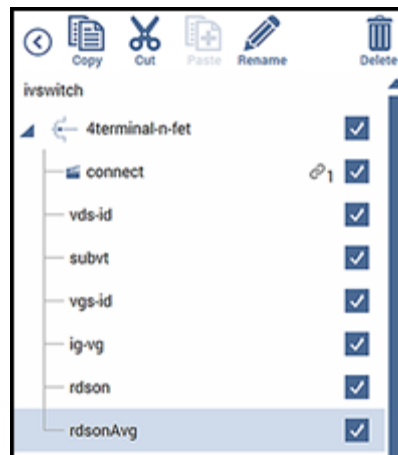 Copy Cut Paste Rename Delete
ivswitch
4terminal-n-fet
connect 1
vds-id
subvt
vgs-id
ig-vg
rdson
rdsonAvg